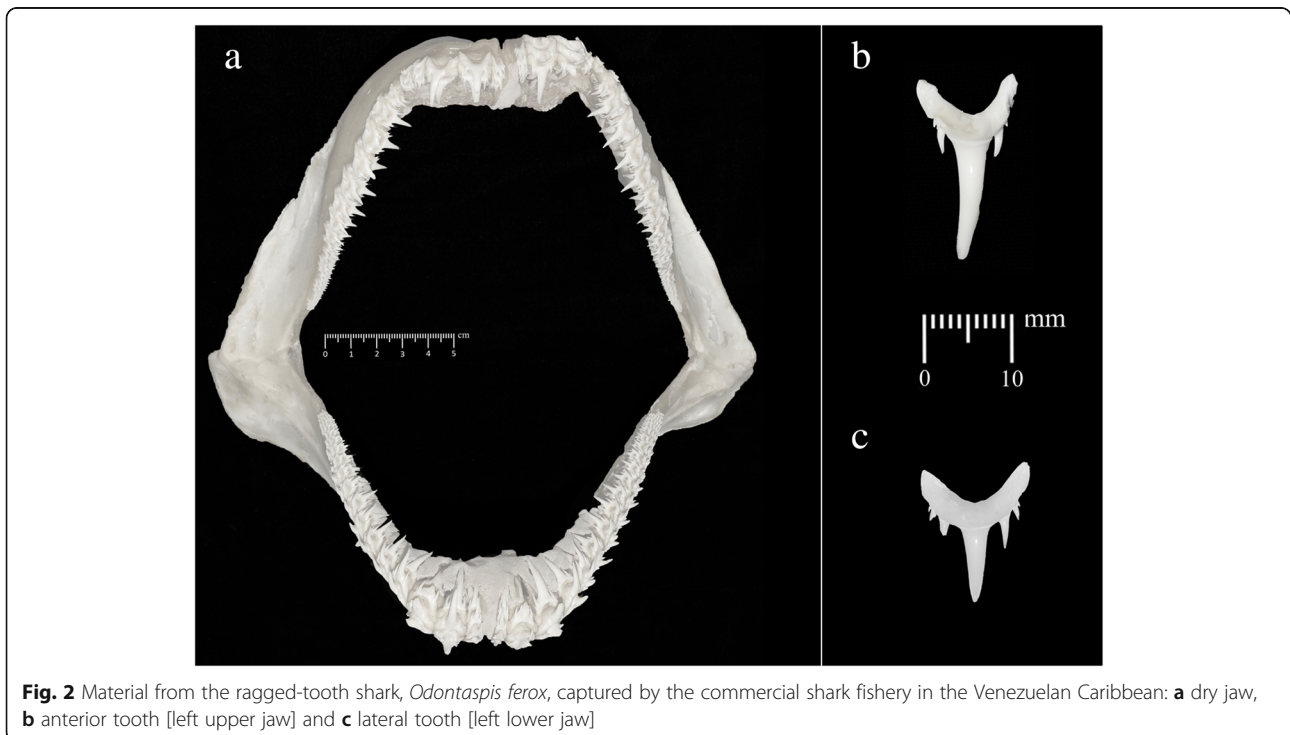 a
b
cm
0 1 2 3 4 5
mm
0 10
c
Fig. 2 Material from the ragged-tooth shark, Odontaspis ferox, captured by the commercial shark fishery in the Venezuelan Caribbean: a dry jaw,
b anterior tooth [left upper jaw] and c lateral tooth [left lower jaw]